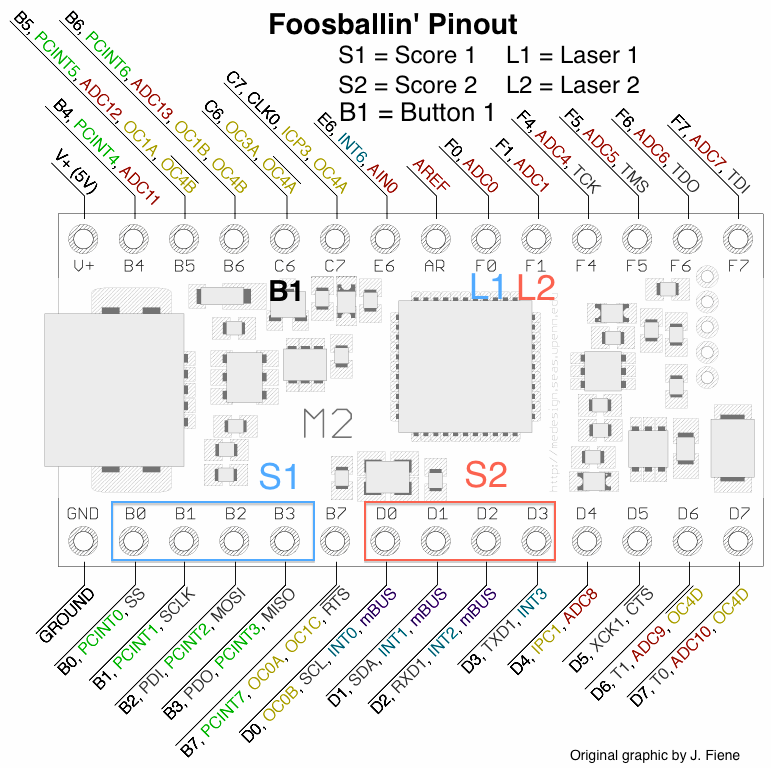 Foosballin' Pinout
S1 = Score 1 L1 = Laser 1
S2 = Score 2 L2 = Laser 2
B1 = Button 1
V+ (5V)
B4, PCINT4, ADC11
B5, PCINT5, ADC12, OC1A, OC4B
B6, PCINT6, ADC13, OC1B, OC4B
C6, OC3A, OC4A
C7, CLK0, ICP3, OC4A
E6, INT6, AIN0
AREF
F0, ADC0
F1, ADC1
F4, ADC4, TCK
F5, ADC5, TMS
F6, ADC6, TDO
F7, ADC7, TDI
V+ B4 B5 B6 C6 C7 E6 AR F0 F1 F4 F5 F6 F7
B1 L1 L2
M2
S1 S2
GND B0 B1 B2 B3 B7 D0 D1 D2 D3 D4 D5 D6 D7
GROUND
B0, PCINT0, SS
B1, PCINT1, SCLK
B2, PDI, PCINT2, MOSI
B3, PDO, PCINT3, MISO
B7, PCINT7, OC0A, OC1C, RTS
D0, OC0B, SCL, INT0, mBUS
D1, SDA, INT1, mBUS
D2, RXD1, INT2, mBUS
D3, TXD1, INT3
D4, IPC1, ADC8
D5, XCK1, CTS
D6, T1, ADC9, OC4D
D7, T0, ADC10, OC4D
Original graphic by J. Fiene